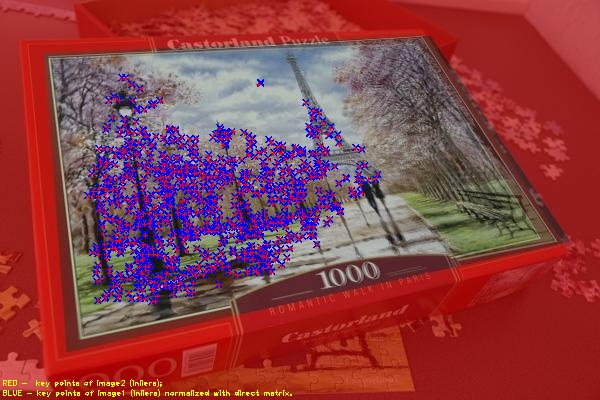 Castorland Puzzle
1000
ROMANTIC WALK IN PARIS
Castorland
1000
RED - key points of image2 (inliers);
BLUE - key points of image1 (inliers) normalized with direct matrix.